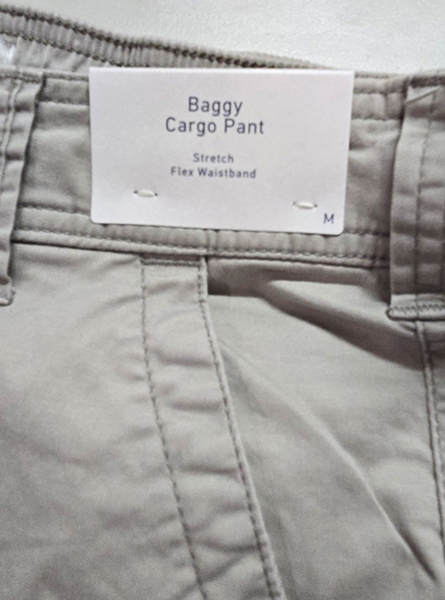 Baggy
Cargo Pant
Stretch
Flex Waistband
M